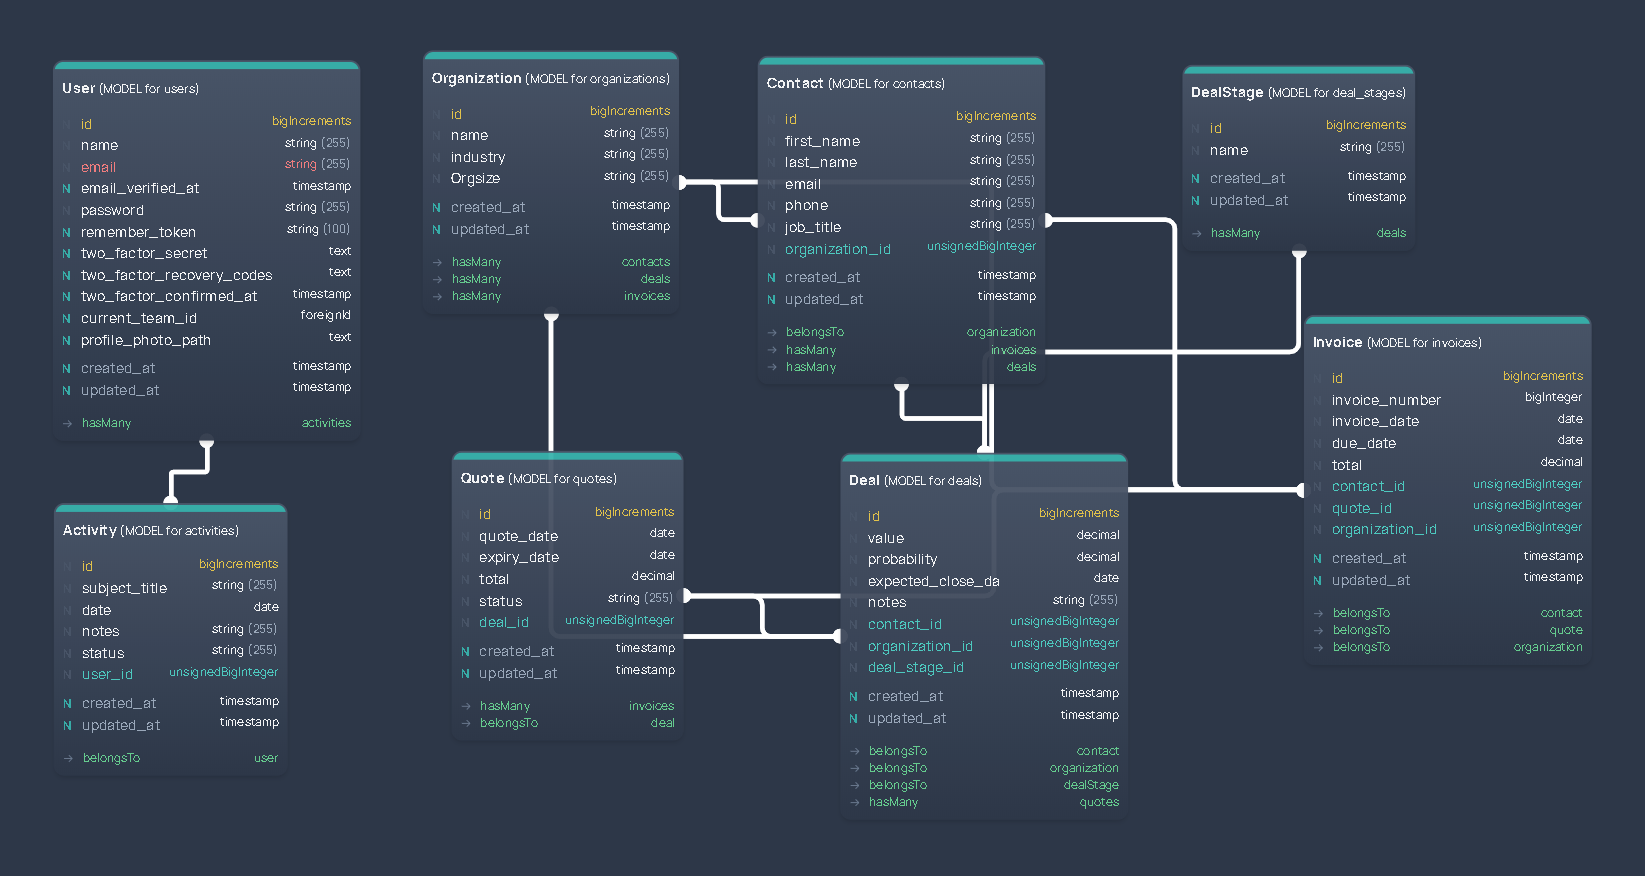 User (MODEL for users)
N id bigIncrements
N name string (255)
N email string (255)
N email_verified_at timestamp
N password string (255)
N remember_token string (100)
N two_factor_secret text
N two_factor_recovery_codes text
N two_factor_confirmed_at timestamp
N current_team_id foreignId
N profile_photo_path text
N created_at timestamp
N updated_at timestamp
→ hasMany activities
Organization (MODEL for organizations)
N id bigIncrements
N name string (255)
N industry string (255)
N Orgsize string (255)
N created_at timestamp
N updated_at timestamp
→ hasMany contacts
→ hasMany deals
→ hasMany invoices
Contact (MODEL for contacts)
N id bigIncrements
N first_name string (255)
N last_name string (255)
N email string (255)
N phone string (255)
N job_title string (255)
N organization_id unsignedBigInteger
N created_at timestamp
N updated_at timestamp
→ belongsTo organization
→ hasMany invoices
→ hasMany deals
DealStage (MODEL for deal_stages)
N id bigIncrements
N name string (255)
N created_at timestamp
N updated_at timestamp
→ hasMany deals
Invoice (MODEL for invoices)
N id bigIncrements
N invoice_number bigInteger
N invoice_date date
N due_date date
N total decimal
N contact_id unsignedBigInteger
N quote_id unsignedBigInteger
N organization_id unsignedBigInteger
N created_at timestamp
N updated_at timestamp
→ belongsTo contact
→ belongsTo quote
→ belongsTo organization
Activity (MODEL for activities)
N id bigIncrements
N subject_title string (255)
N date date
N notes string (255)
N status string (255)
N user_id unsignedBigInteger
N created_at timestamp
N updated_at timestamp
→ belongsTo user
Quote (MODEL for quotes)
N id bigIncrements
N quote_date date
N expiry_date date
N total decimal
N status string (255)
N deal_id unsignedBigInteger
N created_at timestamp
N updated_at timestamp
→ hasMany invoices
→ belongsTo deal
Deal (MODEL for deals)
N id bigIncrements
N value decimal
N probability decimal
N expected_close_da date
N notes string (255)
N contact_id unsignedBigInteger
N organization_id unsignedBigInteger
N deal_stage_id unsignedBigInteger
N created_at timestamp
N updated_at timestamp
→ belongsTo contact
→ belongsTo organization
→ belongsTo dealStage
→ hasMany quotes